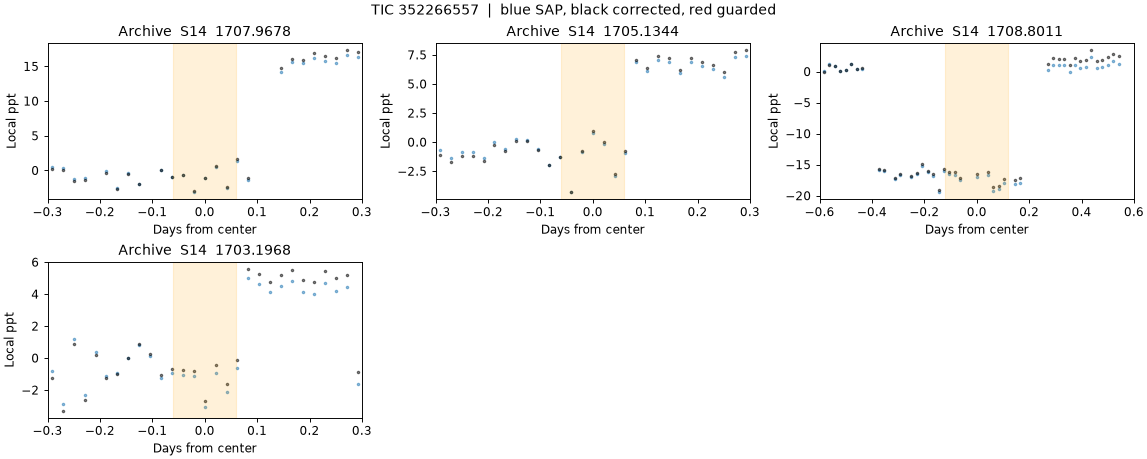 TIC 352266557 | blue SAP, black corrected, red guarded
Archive S14 1707.9678
Local ppt
15
10
5
0
−0.3 −0.2 −0.1 0.0 0.1 0.2 0.3
Days from center
Archive S14 1705.1344
Local ppt
7.5
5.0
2.5
0.0
−2.5
−0.3 −0.2 −0.1 0.0 0.1 0.2 0.3
Days from center
Archive S14 1708.8011
Local ppt
0
−5
−10
−15
−20
−0.6 −0.4 −0.2 0.0 0.2 0.4 0.6
Days from center
Archive S14 1703.1968
Local ppt
6
4
2
0
−2
−0.3 −0.2 −0.1 0.0 0.1 0.2 0.3
Days from center